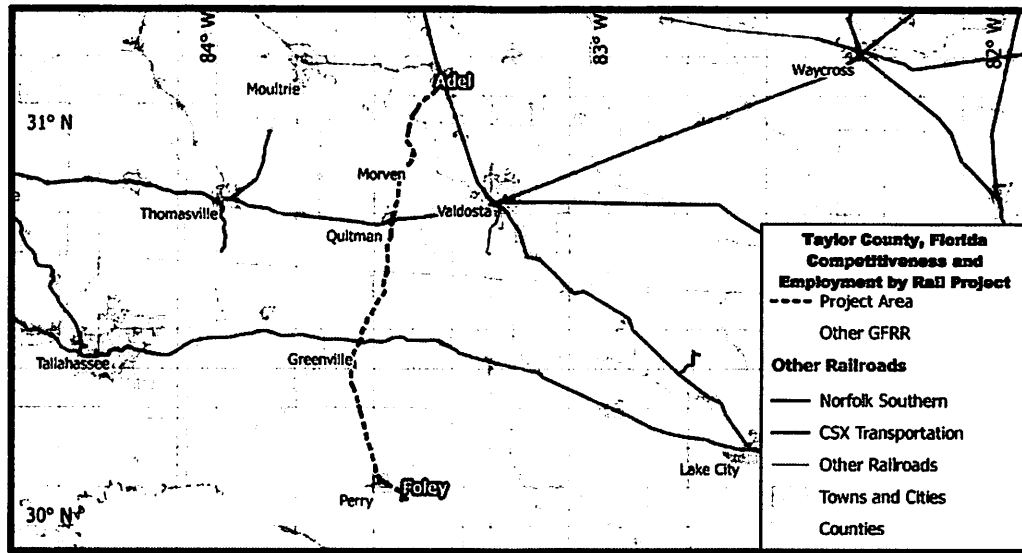 84° W
83° W
82° W
Adel
Waycross
Moultrie
31° N
Morven
Thomasville
Valdosta
Quitman
Taylor County, Florida
Competitiveness and
Employment by Rail Project
Project Area
Other GFRR
Other Railroads
Norfolk Southern
CSX Transportation
Other Railroads
Towns and Cities
Counties
Tallahassee
Greenville
Lake City
Perry
Foley
30° N